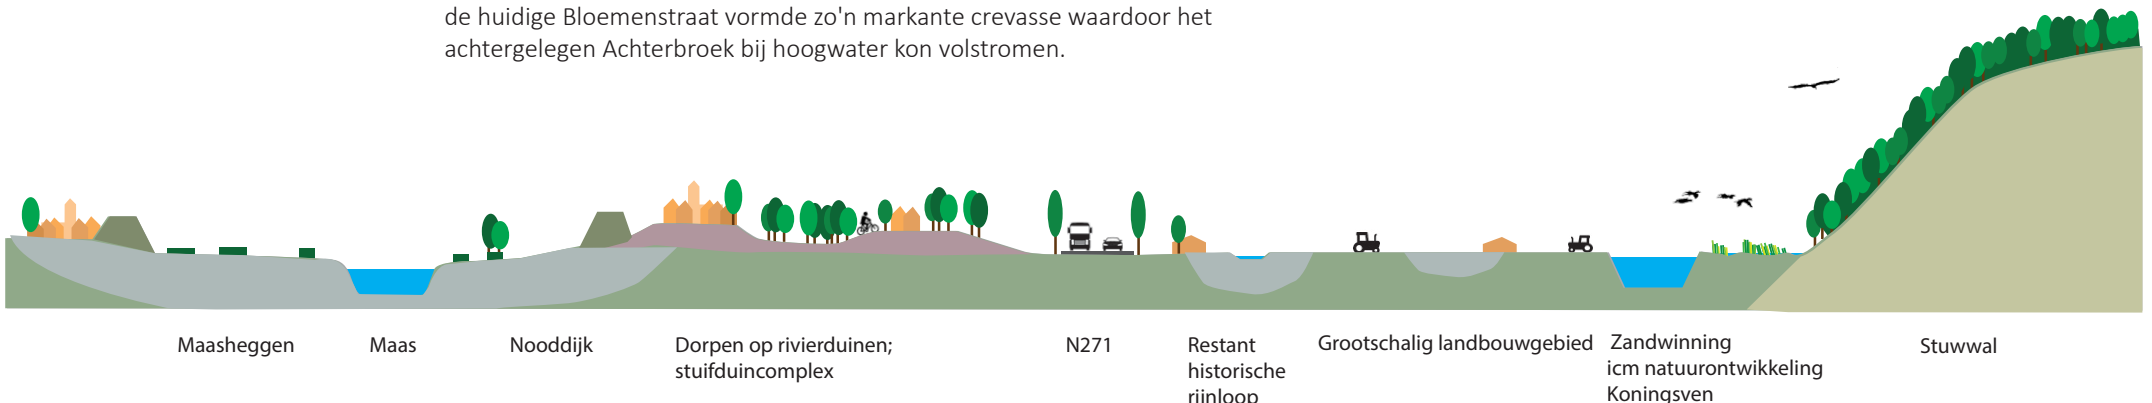 de huidige Bloemenstraat vormde zo'n markante crevasse waardoor het
achtergelegen Achterbroek bij hoogwater kon volstromen.
Maasheggen
Maas
Nooddijk
Dorpen op rivierduinen;
stuifduincomplex
N271
Restant
historische
rijnloop
Grootschalig landbouwgebied
Zandwinning
icm natuurontwikkeling
Koningsven
Stuwwal